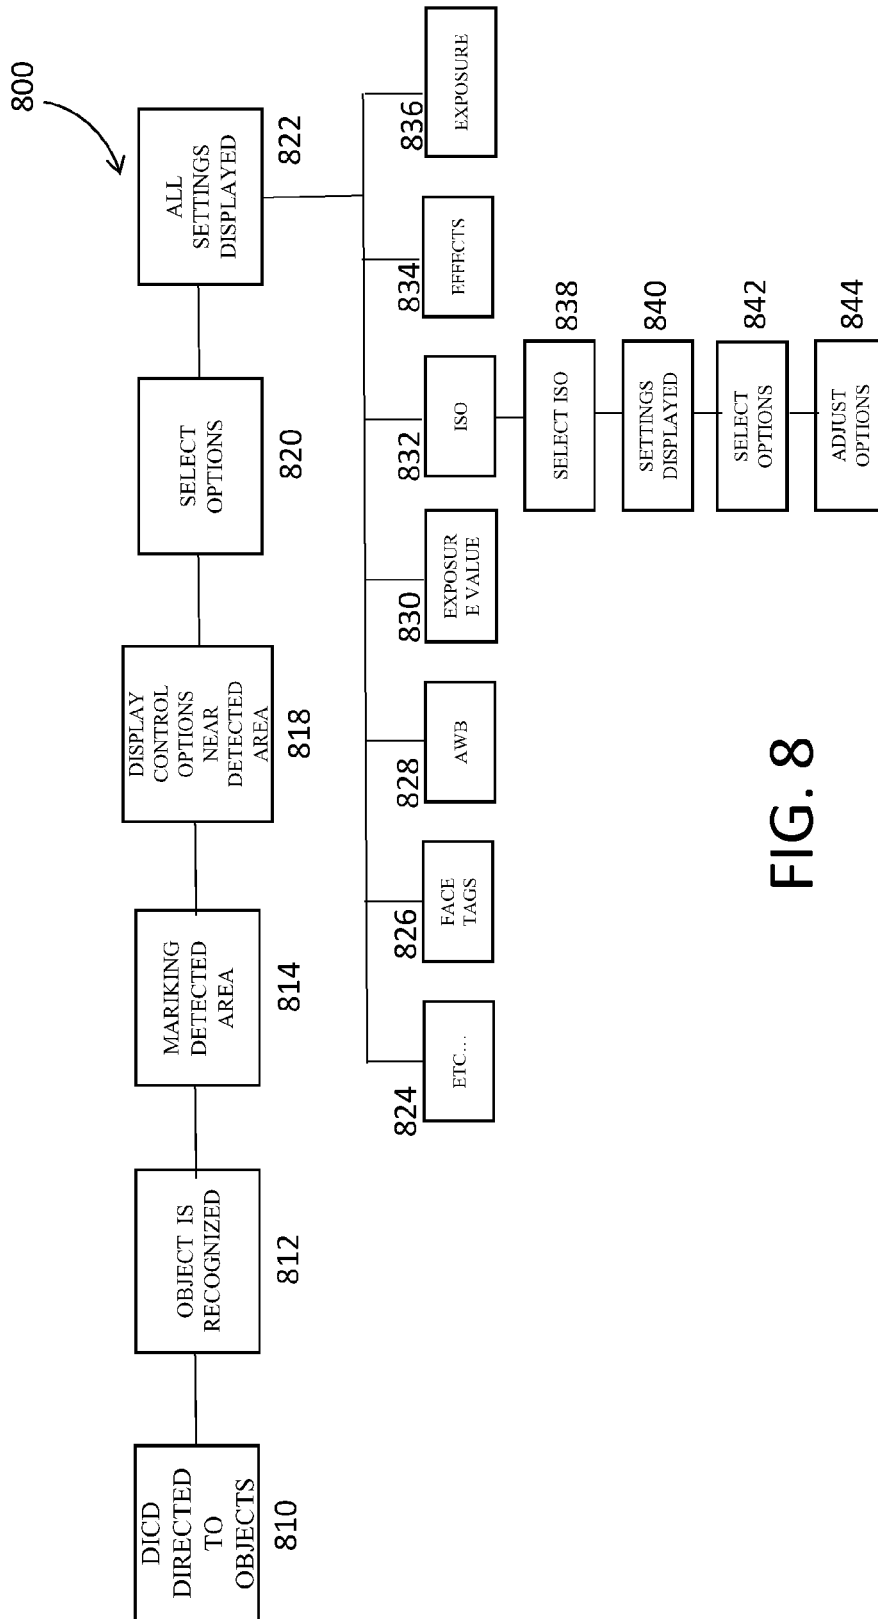 800
DICD
DIRECTED
TO
OBJECTS
810
OBJECT IS
RECOGNIZED
812
MARIKING
DETECTED
AREA
814
DISPLAY
CONTROL
OPTIONS
NEAR
DETECTED
AREA
818
SELECT
OPTIONS
820
ALL
SETTINGS
DISPLAYED
822
824
ETC...
826
FACE
TAGS
828
AWB
830
EXPOSUR
E VALUE
832
ISO
834
EFFECTS
836
EXPOSURE
SELECT ISO
838
SETTINGS
DISPLAYED
840
SELECT
OPTIONS
842
ADJUST
OPTIONS
844
FIG. 8